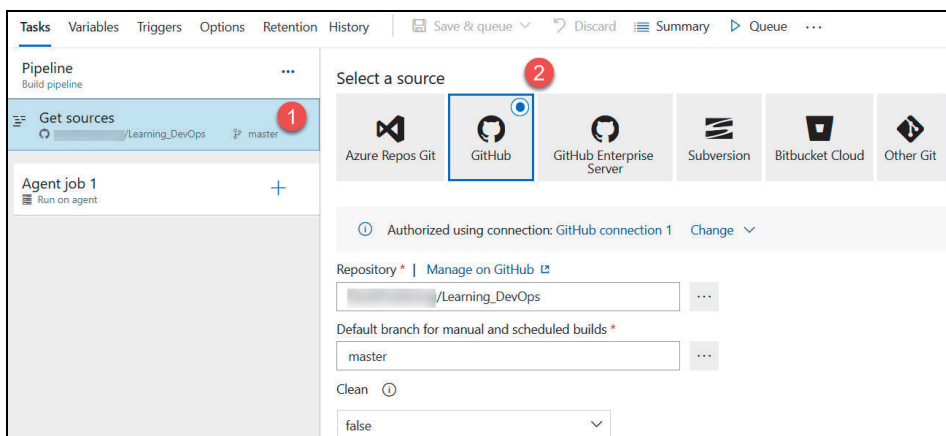 Tasks Variables Triggers Options Retention History Save & queue Discard Summary Queue ...
Pipeline ...
Build pipeline
Get sources 1
/Learning_DevOps master
Agent job 1 +
Run on agent
Select a source 2
Azure Repos Git GitHub GitHub Enterprise Server Subversion Bitbucket Cloud Other Git
Authorized using connection: GitHub connection 1 Change
Repository * | Manage on GitHub
/Learning_DevOps ...
Default branch for manual and scheduled builds *
master ...
Clean
false